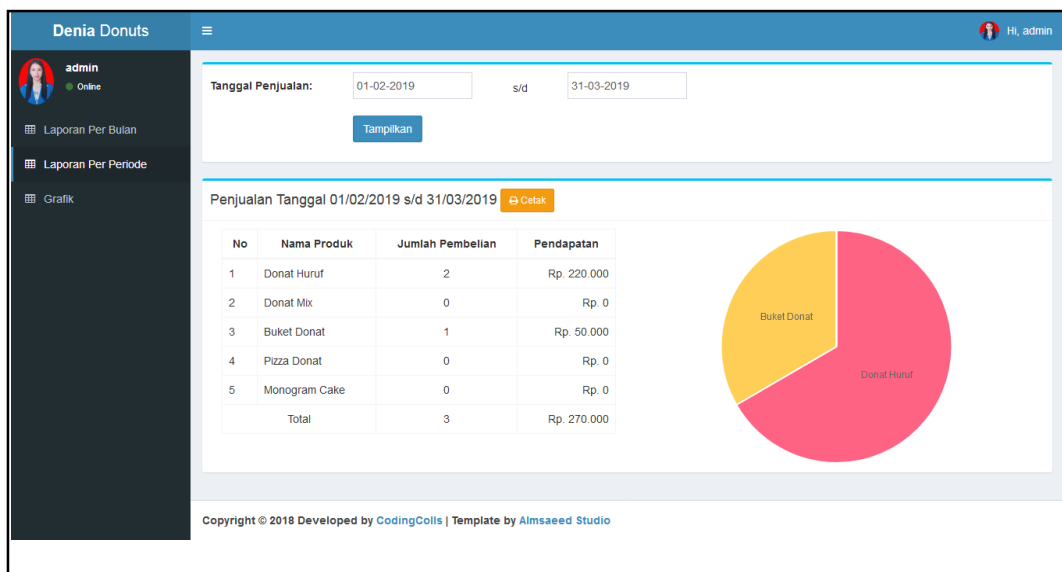 Denia Donuts
Hi, admin
admin
Online
Laporan Per Bulan
Laporan Per Periode
Grafik
Tanggal Penjualan: 01-02-2019 s/d 31-03-2019
Tampilkan
Penjualan Tanggal 01/02/2019 s/d 31/03/2019 Cetak
No Nama Produk Jumlah Pembelian Pendapatan
1 Donat Huruf 2 Rp. 220.000
2 Donat Mix 0 Rp. 0
3 Buket Donat 1 Rp. 50.000
4 Pizza Donat 0 Rp. 0
5 Monogram Cake 0 Rp. 0
Total 3 Rp. 270.000
Buket Donat
Donat Huruf
Copyright © 2018 Developed by CodingColls | Template by Almsaeed Studio